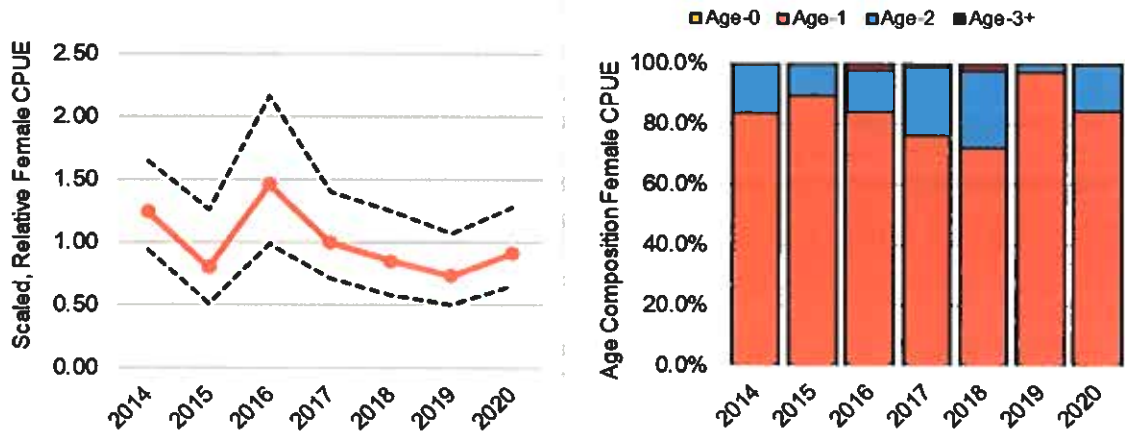 Scaled, Relative Female CPUE
2.50
2.00
1.50
1.00
0.50
0.00
2014 2015 2016 2017 2018 2019 2020
Age-0 Age-1 Age-2 Age-3+
Age Composition Female CPUE
100.0%
80.0%
60.0%
40.0%
20.0%
0.0%
2014 2015 2016 2017 2018 2019 2020